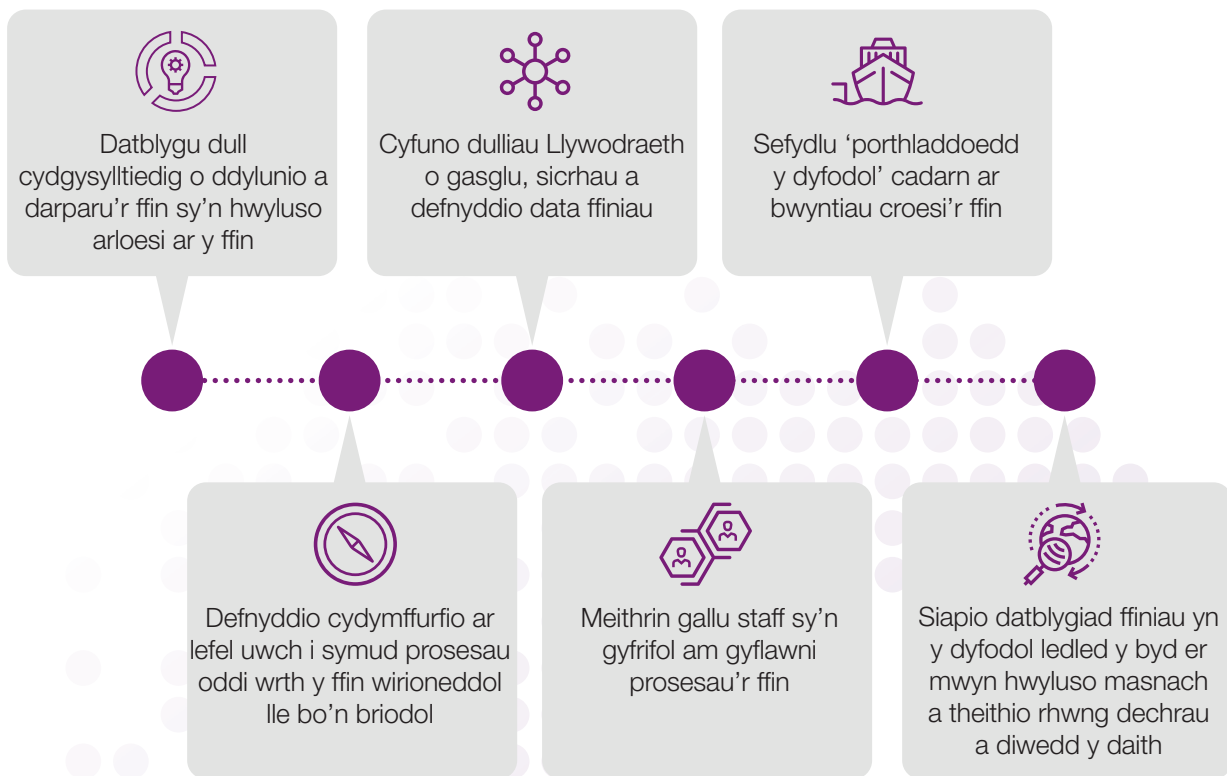 Datblygu dull
cydgysylltiedig o ddylunio a
darparu'r ffin sy'n hwyluso
arloesi ar y ffin
Cyfuno dulliau Llywodraeth
o gasglu, sicrhau a
defnyddio data ffiniau
Sefydlu ‘porthladdoedd
y dyfodol’ cadarn ar
bwyntiau croesi'r ffin
Defnyddio cydymffurfio ar
lefel uwch i symud prosesau
oddi wrth y ffin wirioneddol
lle bo’n briodol
Meithrin gallu staff sy’n
gyfrifol am gyflawni
prosesau'r ffin
Siapio datblygiad ffiniau yn
y dyfodol ledled y byd er
mwyn hwyluso masnach
a theithio rhwng dechrau
a diwedd y daith